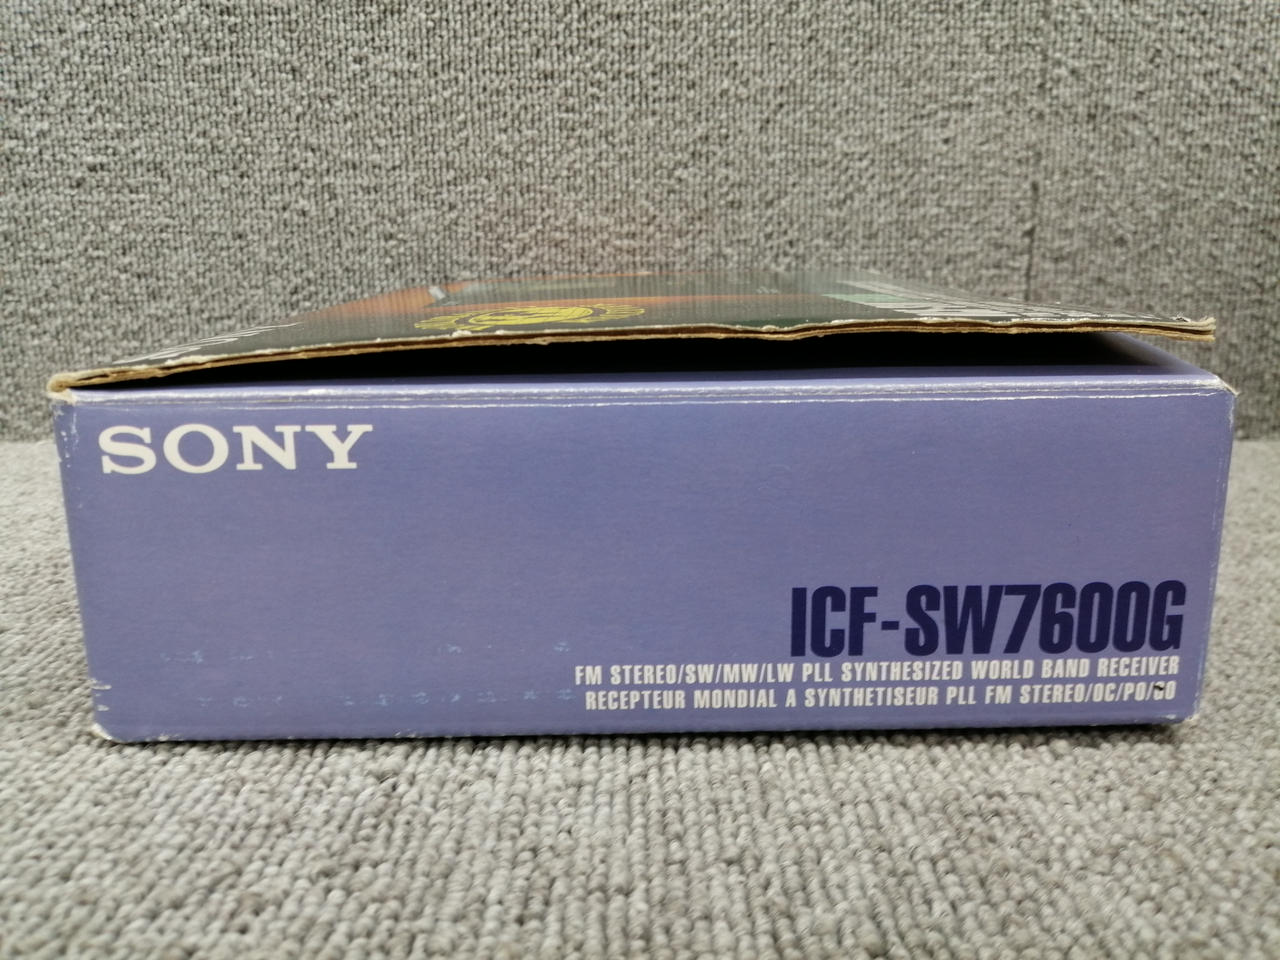 SONY
ICF-SW7600G
FM STEREO/SW/MW/LW PLL SYNTHESIZED WORLD BAND RECEIVER
RECEPTEUR MONDIAL A SYNTHETISEUR PLL FM STEREO/OC/PO/GO